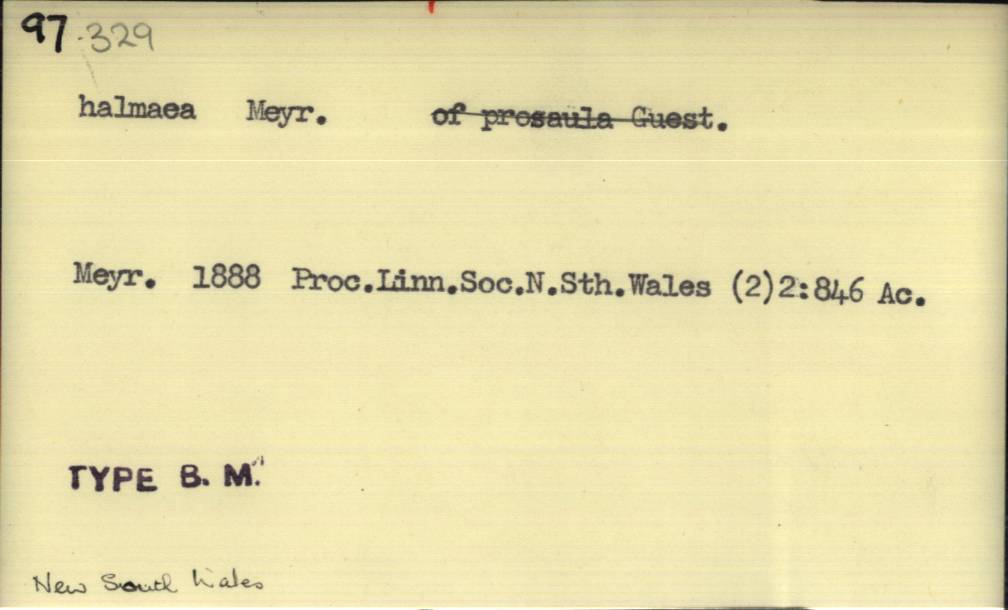 97.329
halmaea Meyr. of prosaula Guest.
Meyr. 1888 Proc.Linn.Soc.N.Sth.Wales (2)2:846 Ac.
TYPE B. M.
New South Wales